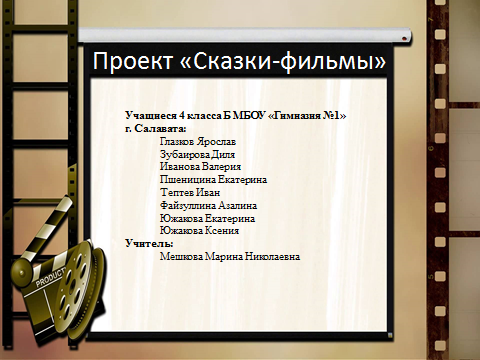 Проект «Сказки-фильмы»
Учащиеся 4 класса Б МБОУ «Гимназия №1»
г. Салавата:
Глазков Ярослав
Зубаирова Диля
Иванова Валерия
Пшеницина Екатерина
Тептев Иван
Файзуллина Азалина
Южакова Екатерина
Южакова Ксения
Учитель:
Мешкова Марина Николаевна
PRODUCT